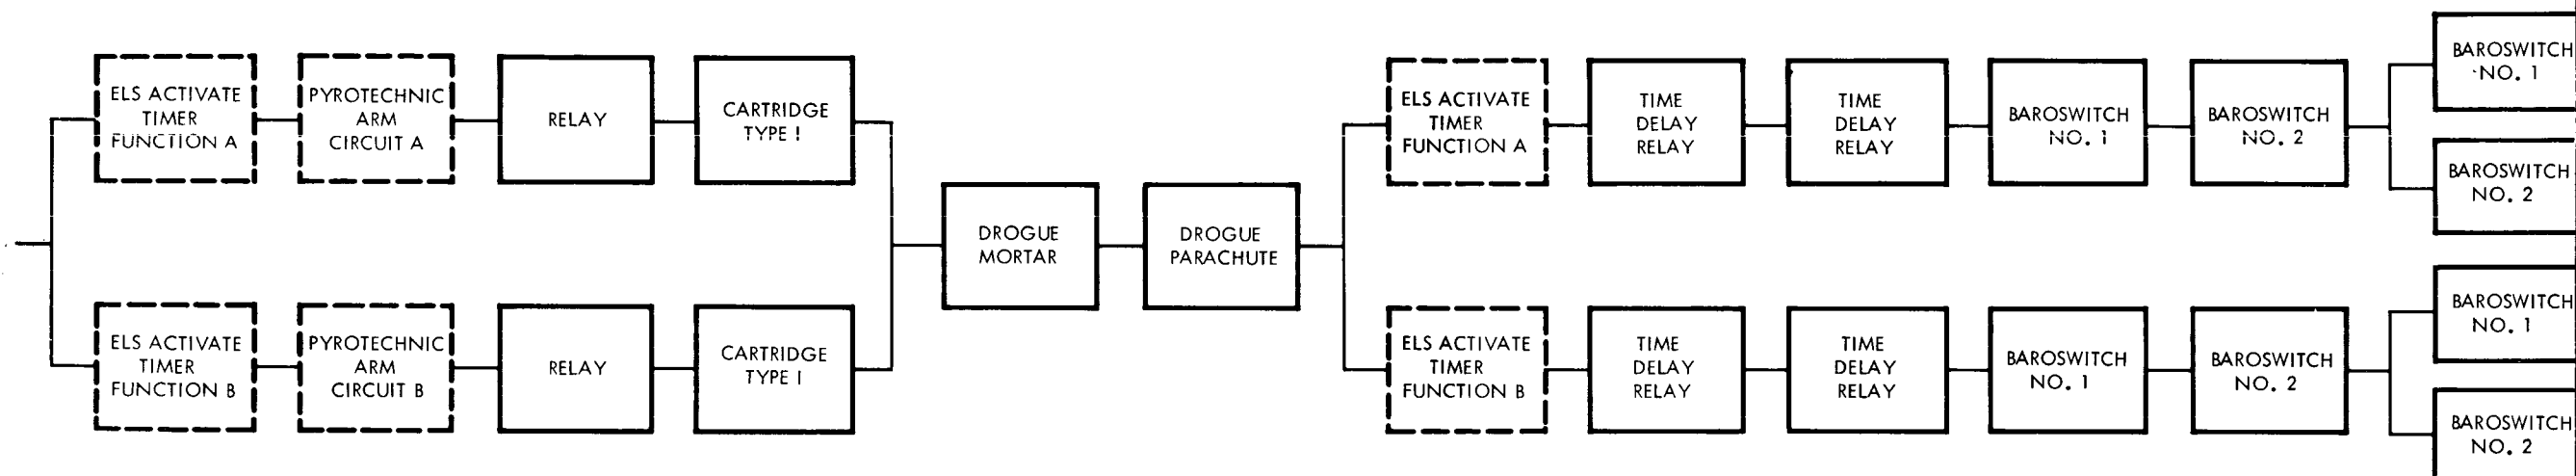 ELS ACTIVATE
TIMER
FUNCTION A
PYROTECHNIC
ARM
CIRCUIT A
RELAY
CARTRIDGE
TYPE I
ELS ACTIVATE
TIMER
FUNCTION B
PYROTECHNIC
ARM
CIRCUIT B
RELAY
CARTRIDGE
TYPE I
DROGUE
MORTAR
DROGUE
PARACHUTE
ELS ACTIVATE
TIMER
FUNCTION A
TIME
DELAY
RELAY
TIME
DELAY
RELAY
BAROSWITCH
NO. 1
BAROSWITCH
NO. 2
BAROSWITCH
NO. 1
BAROSWITCH
NO. 2
ELS ACTIVATE
TIMER
FUNCTION B
TIME
DELAY
RELAY
TIME
DELAY
RELAY
BAROSWITCH
NO. 1
BAROSWITCH
NO. 2
BAROSWITCH
NO. 1
BAROSWITCH
NO. 2